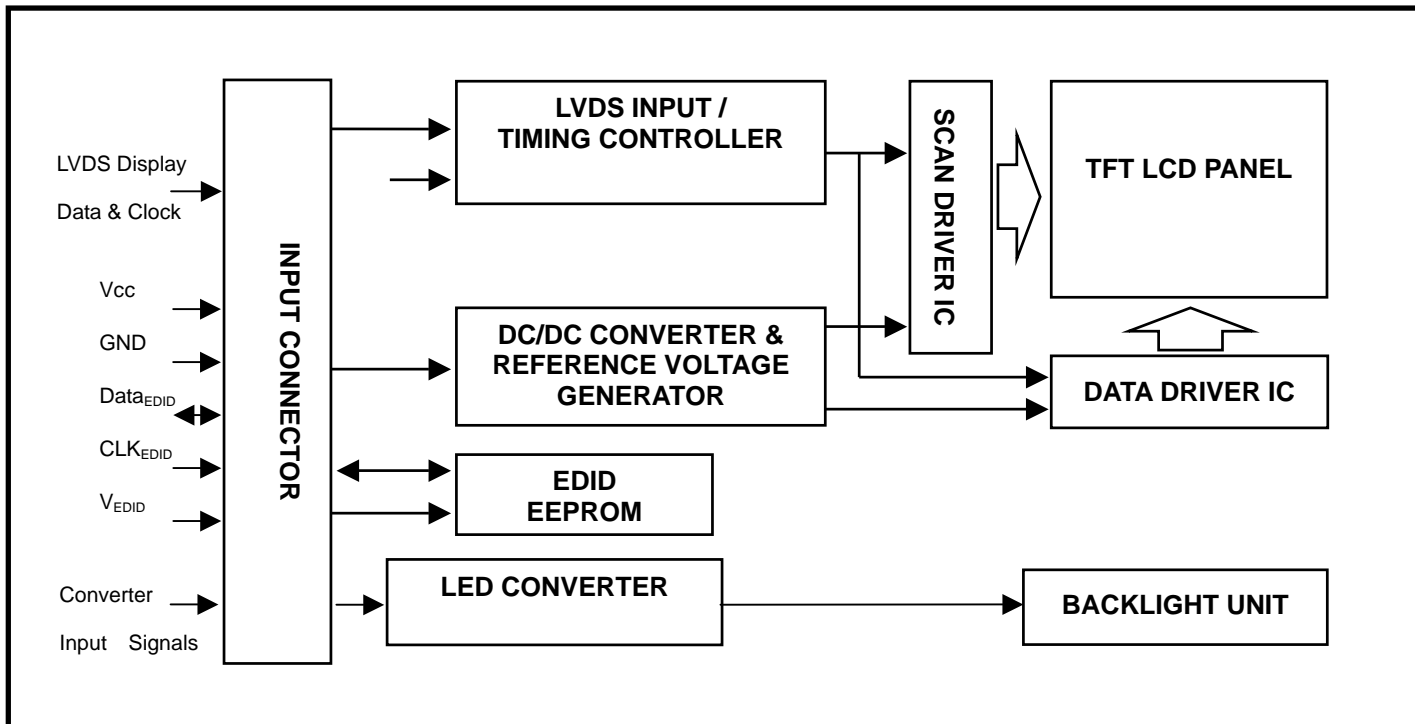 LVDS Display
Data & Clock
Vcc
GND
DataEDID
CLKEDID
VEDID
Converter
Input Signals
INPUT CONNECTOR
LVDS INPUT /
TIMING CONTROLLER
DC/DC CONVERTER &
REFERENCE VOLTAGE
GENERATOR
EDID
EEPROM
LED CONVERTER
SCAN DRIVER IC
TFT LCD PANEL
DATA DRIVER IC
BACKLIGHT UNIT